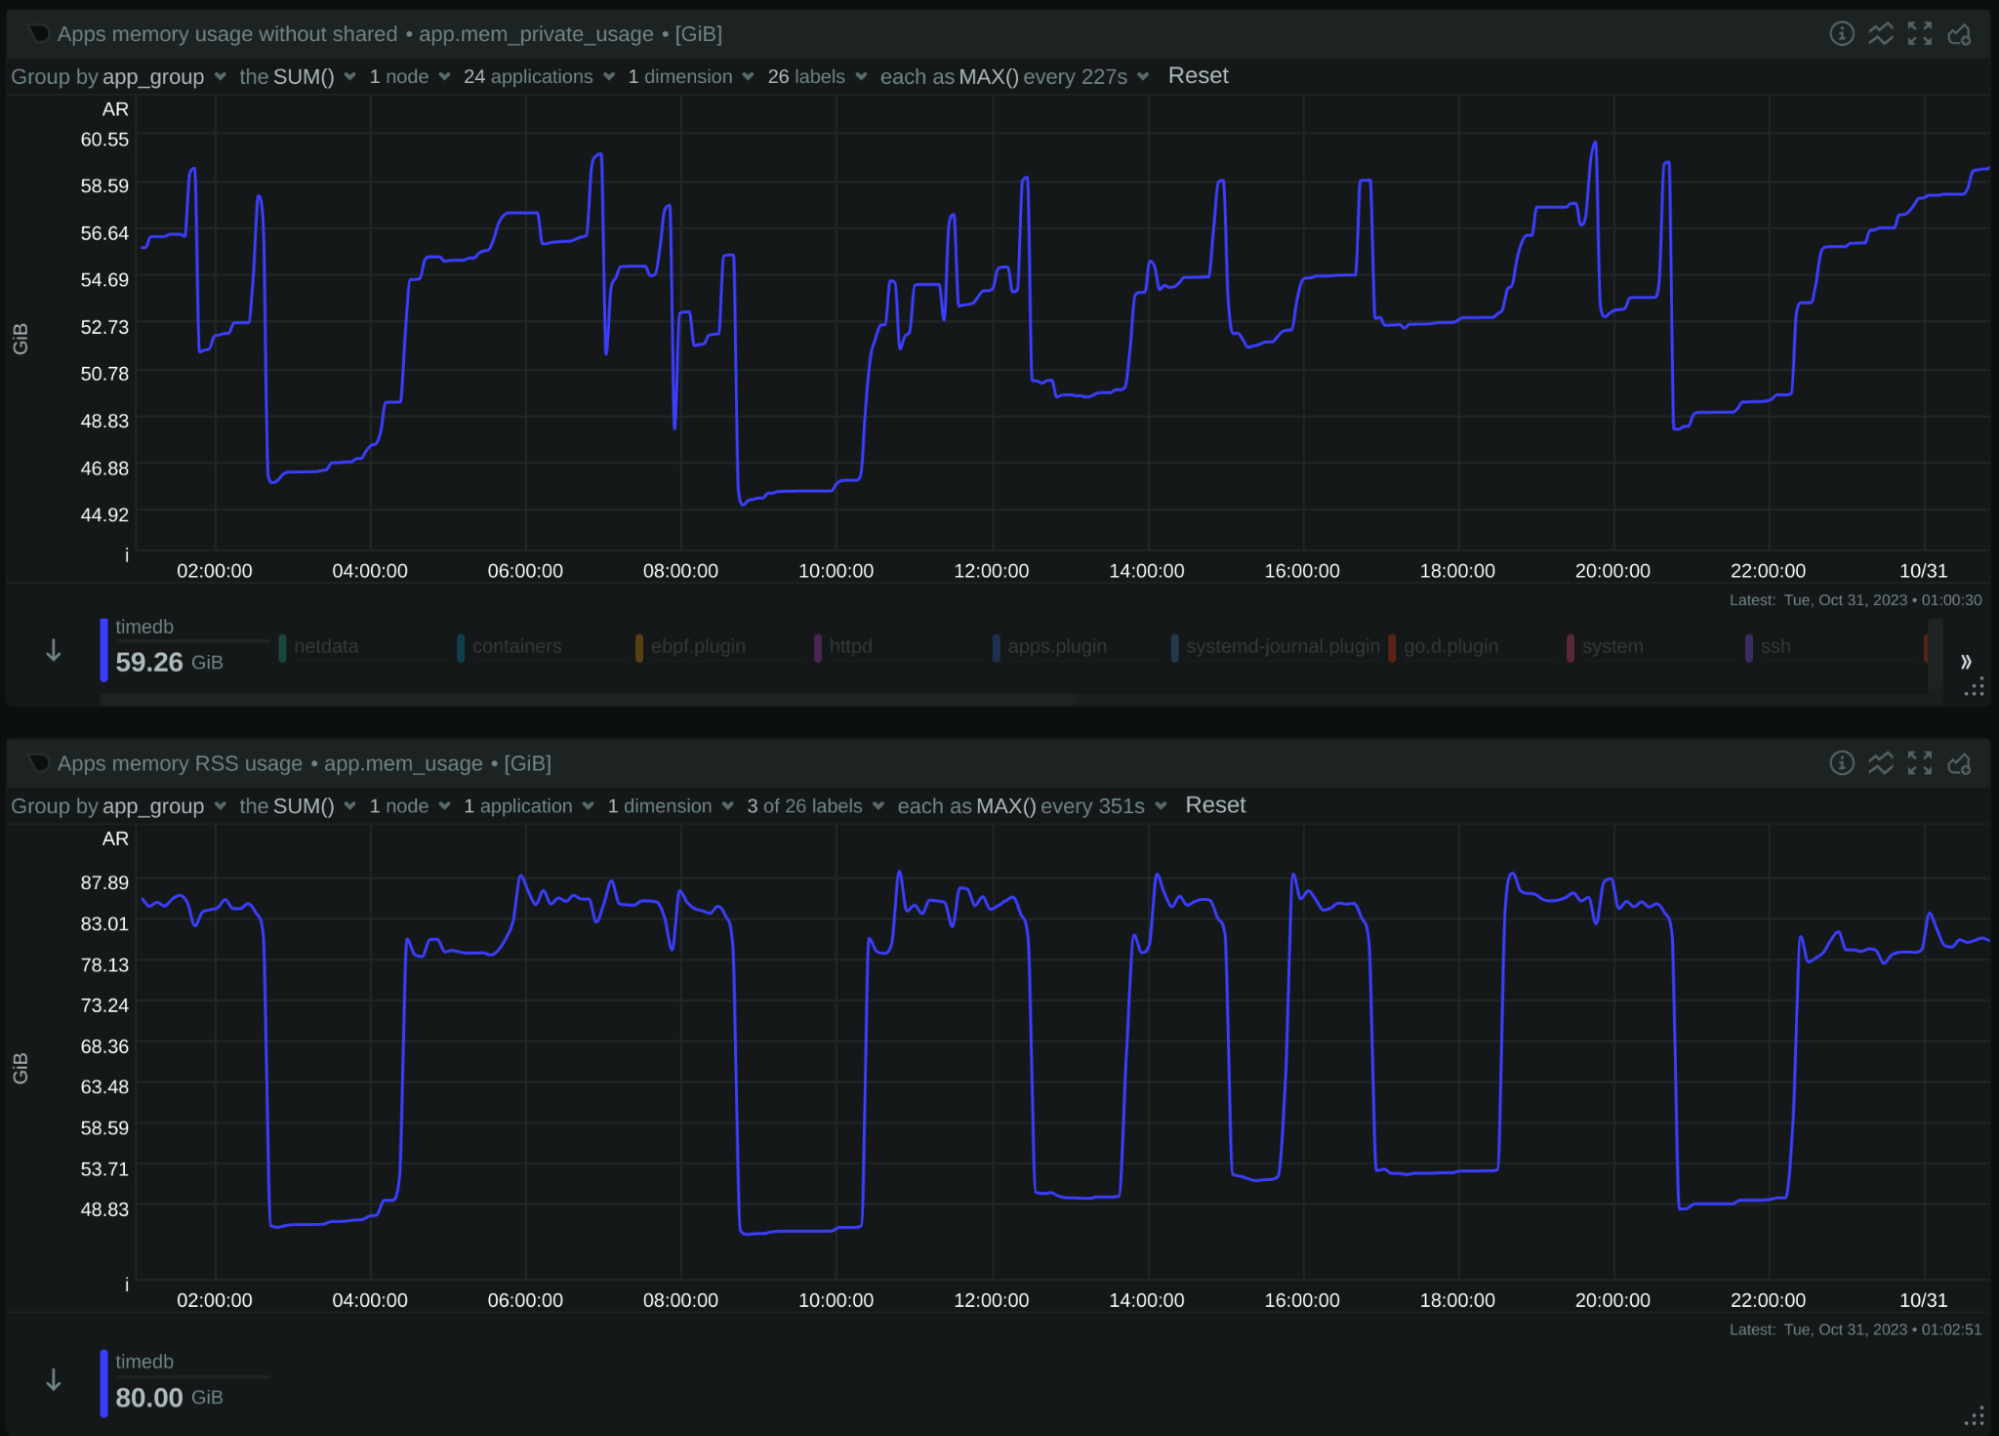 Apps memory usage without shared • app.mem_private_usage • [GiB]
Group by app_group the SUM() 1 node 24 applications 1 dimension 26 labels each as MAX() every 227s Reset
AR
60.55
58.59
56.64
54.69
52.73
50.78
48.83
46.88
44.92
i
GiB
02:00:00 04:00:00 06:00:00 08:00:00 10:00:00 12:00:00 14:00:00 16:00:00 18:00:00 20:00:00 22:00:00 10/31
Latest: Tue, Oct 31, 2023 • 01:00:30
timedb
59.26 GiB
netdata containers ebpf.plugin httpd apps.plugin systemd-journal.plugin go.d.plugin system ssh »
Apps memory RSS usage • app.mem_usage • [GiB]
Group by app_group the SUM() 1 node 1 application 1 dimension 3 of 26 labels each as MAX() every 351s Reset
AR
87.89
83.01
78.13
73.24
68.36
63.48
58.59
53.71
48.83
i
GiB
02:00:00 04:00:00 06:00:00 08:00:00 10:00:00 12:00:00 14:00:00 16:00:00 18:00:00 20:00:00 22:00:00 10/31
Latest: Tue, Oct 31, 2023 • 01:02:51
timedb
80.00 GiB